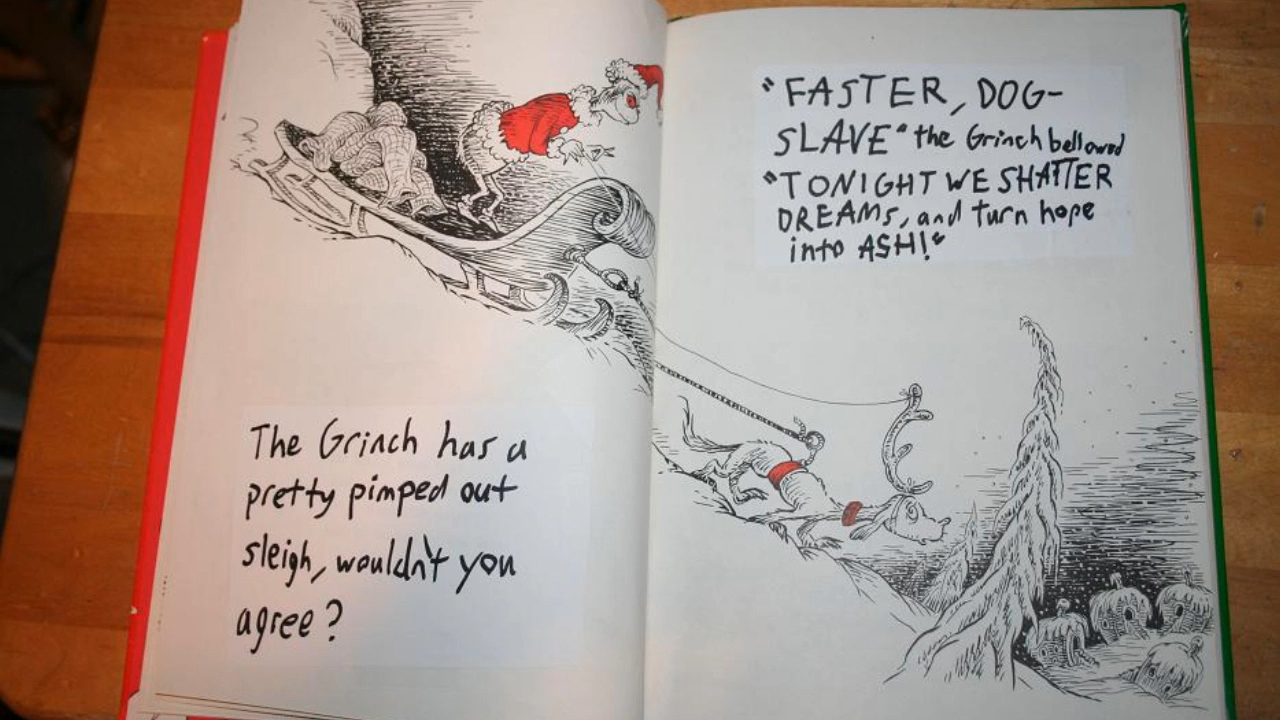 The Grinch has a
pretty pimped out
sleigh, wouldn't you
agree?
"FASTER, DOG-
SLAVE" the Grinch bellowed
"TONIGHT WE SHATTER
DREAMS, and turn hope
into ASH!"